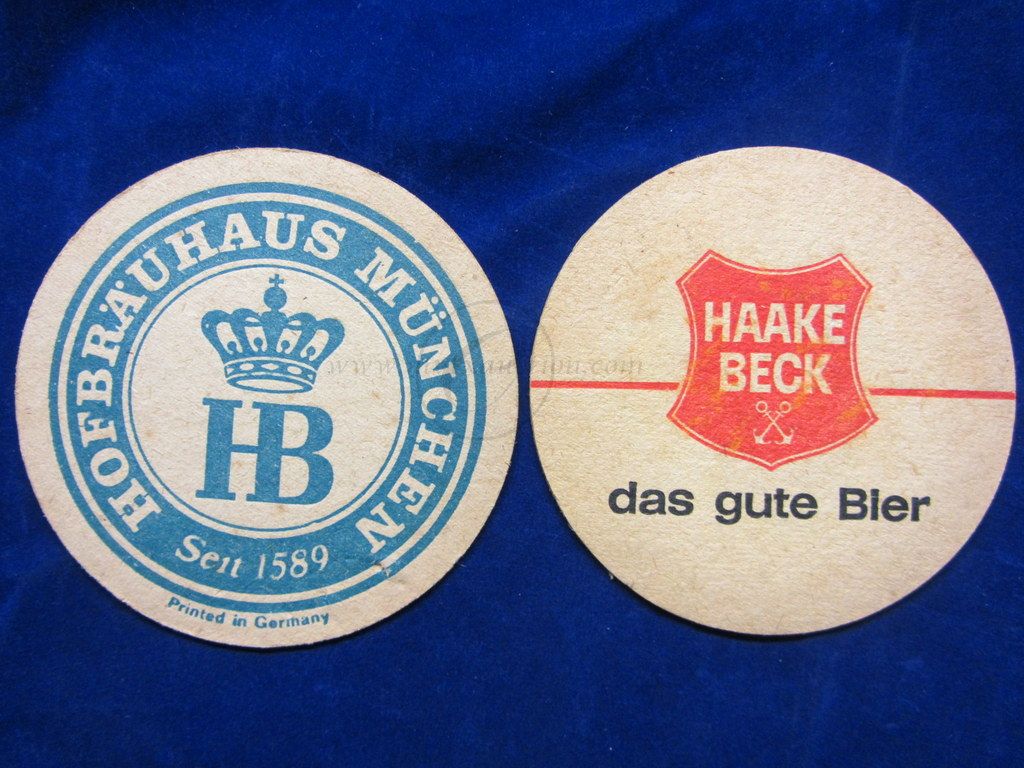 HOFBRÄUHAUS MÜNCHEN
HB
Seit 1589
Printed in Germany
HAAKE
BECK
das gute Bier